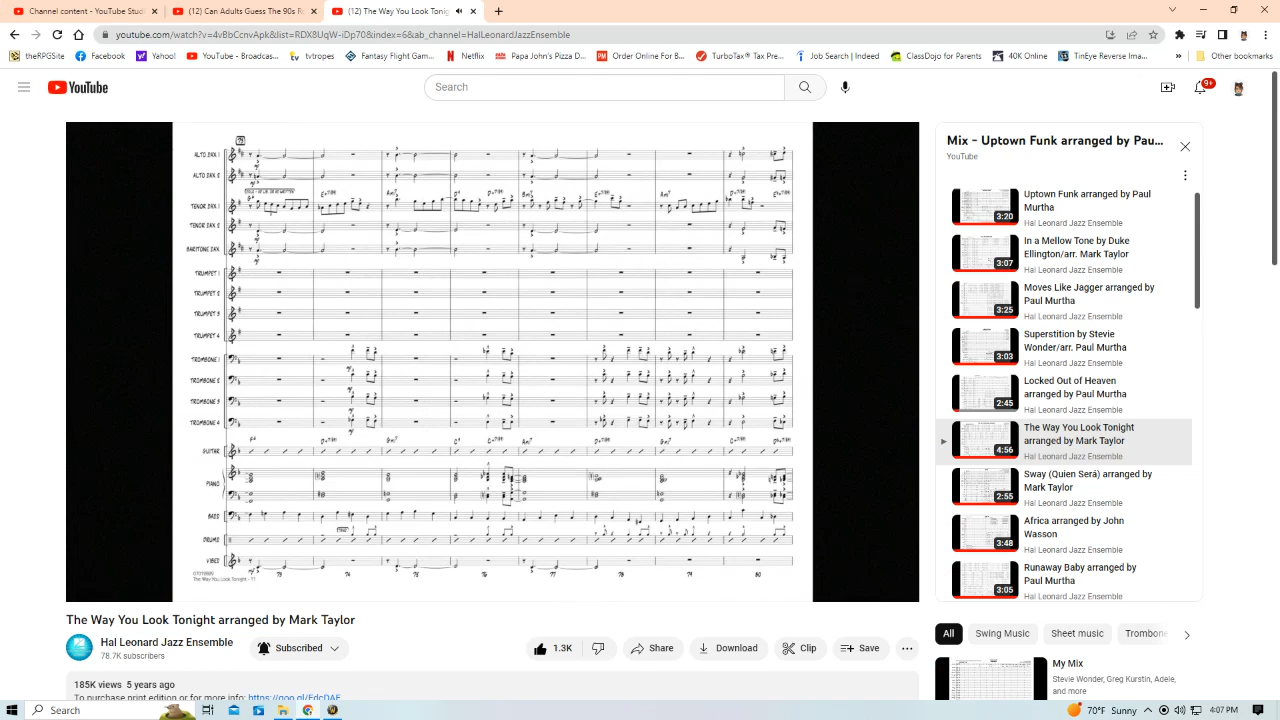 Channel content - YouTube Studi
(12) Can Adults Guess The 90s R
(12) The Way You Look Tonig
youtube.com/watch?v=4vBbCcnvApk&list=RDX8UqW-iDp70&index=6&ab_channel=HalLeonardJazzEnsemble
theRPGSite
Facebook
Yahoo!
YouTube - Broadcas...
tvtropes
Fantasy Flight Gam...
Netflix
Papa Jon's Pizza D...
Order Online For B...
TurboTax® Tax Pre...
Job Search | Indeed
ClassDojo for Parents
40K Online
TinEye Reverse Imag...
Other bookmarks
YouTube
Search
9+
ALTO SAX 1
ALTO SAX 2
TENOR SAX 1
TENOR SAX 2
BARITONE SAX
TRUMPET 1
TRUMPET 2
TRUMPET 3
TRUMPET 4
TROMBONE 1
TROMBONE 2
TROMBONE 3
TROMBONE 4
GUITAR
PIANO
BASS
DRUMS
VIBES
07010989
The Way You Look Tonight - 11
74
75
76
77
78
79
80
Mix - Uptown Funk arranged by Pau...
YouTube
3:20
Uptown Funk arranged by Paul
Murtha
Hal Leonard Jazz Ensemble
3:07
In a Mellow Tone by Duke
Ellington/arr. Mark Taylor
Hal Leonard Jazz Ensemble
3:25
Moves Like Jagger arranged by
Paul Murtha
Hal Leonard Jazz Ensemble
3:03
Superstition by Stevie
Wonder/arr. Paul Murtha
Hal Leonard Jazz Ensemble
2:45
Locked Out of Heaven
arranged by Paul Murtha
Hal Leonard Jazz Ensemble
4:56
The Way You Look Tonight
arranged by Mark Taylor
Hal Leonard Jazz Ensemble
2:55
Sway (Quien Será) arranged by
Mark Taylor
Hal Leonard Jazz Ensemble
3:48
Africa arranged by John
Wasson
Hal Leonard Jazz Ensemble
3:05
Runaway Baby arranged by
Paul Murtha
Hal Leonard Jazz Ensemble
The Way You Look Tonight arranged by Mark Taylor
Hal Leonard Jazz Ensemble
78.7K subscribers
Subscribed
1.3K
Share
Download
Clip
Save
All
Swing Music
Sheet music
Trombone
185K views 5 years ago
To purchase print edition or for more info:
My Mix
Stevie Wonder, Greg Kurstin, Adele,
and more
Search
70°F Sunny
4:07 PM